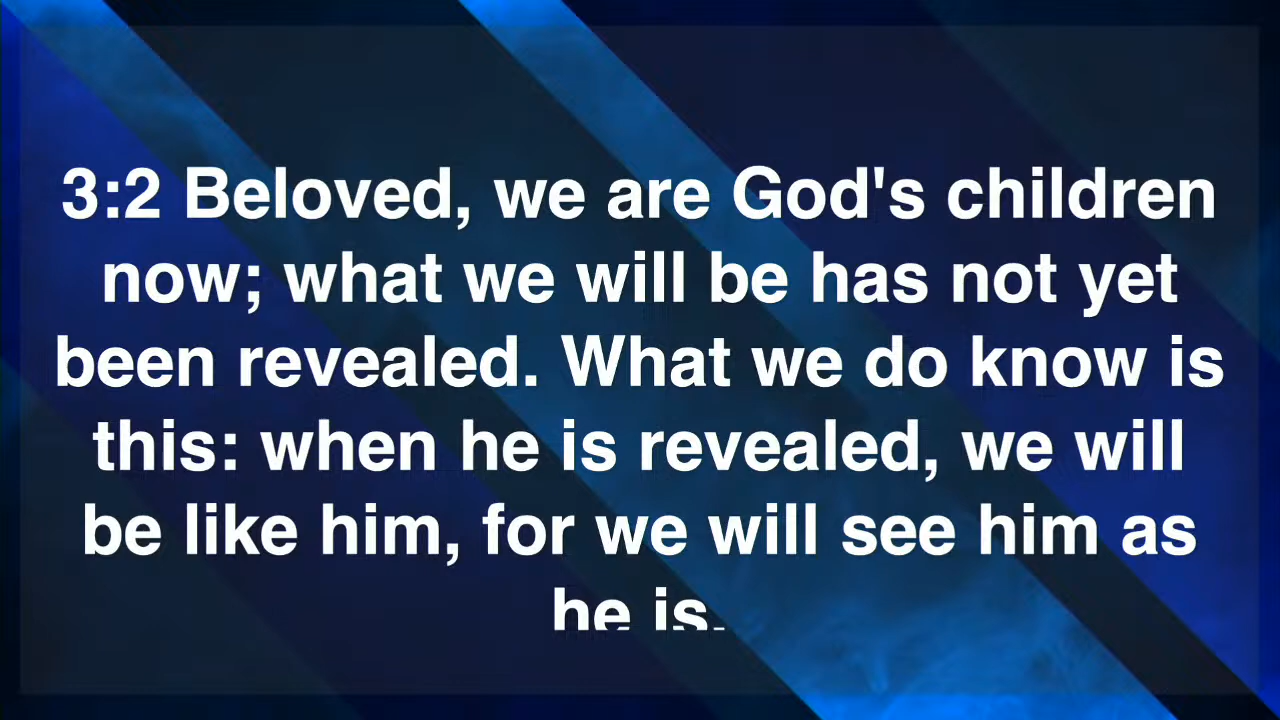 3:2 Beloved, we are God's children
now; what we will be has not yet
been revealed. What we do know is
this: when he is revealed, we will
be like him, for we will see him as
he is.